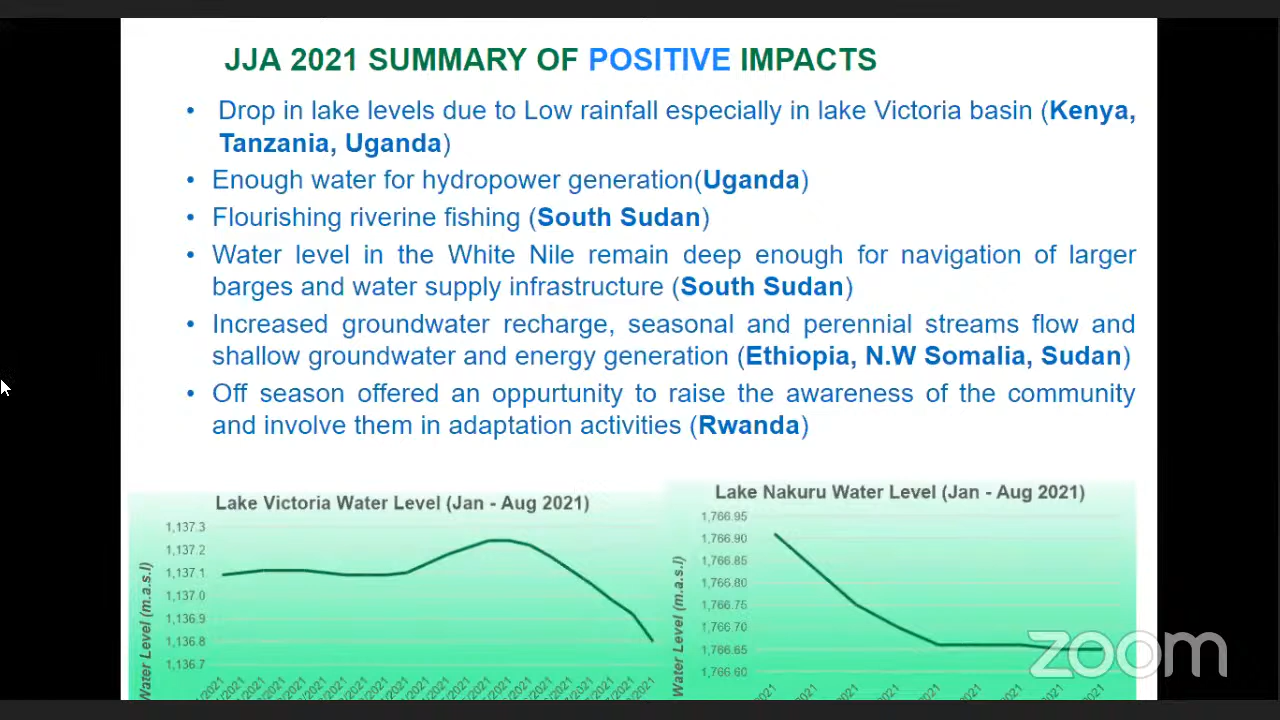 JJA 2021 SUMMARY OF POSITIVE IMPACTS
• Drop in lake levels due to Low rainfall especially in lake Victoria basin (Kenya,
Tanzania, Uganda)
• Enough water for hydropower generation(Uganda)
• Flourishing riverine fishing (South Sudan)
• Water level in the White Nile remain deep enough for navigation of larger
barges and water supply infrastructure (South Sudan)
• Increased groundwater recharge, seasonal and perennial streams flow and
shallow groundwater and energy generation (Ethiopia, N.W Somalia, Sudan)
• Off season offered an oppurtunity to raise the awareness of the community
and involve them in adaptation activities (Rwanda)
Lake Victoria Water Level (Jan - Aug 2021)
1,137.3
1,137.2
1,137.1
1,137.0
1,136.9
1,136.8
1,136.7
Water Level (m.a.s.l)
Lake Nakuru Water Level (Jan - Aug 2021)
1,766.95
1,766.90
1,766.85
1,766.80
1,766.75
1,766.70
1,766.65
1,766.60
Water Level (m.a.s.l)
zoom